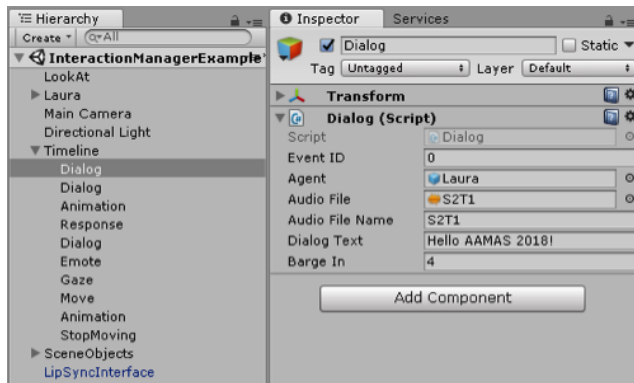 Hierarchy
Create
All
InteractionManagerExample
LookAt
Laura
Main Camera
Directional Light
Timeline
Dialog
Dialog
Animation
Response
Dialog
Emote
Gaze
Move
Animation
StopMoving
SceneObjects
LipSyncInterface
Inspector Services
Dialog Static
Tag Untagged Layer Default
Transform
Dialog (Script)
Script Dialog
Event ID 0
Agent Laura
Audio File S2T1
Audio File Name S2T1
Dialog Text Hello AAMAS 2018!
Barge In 4
Add Component